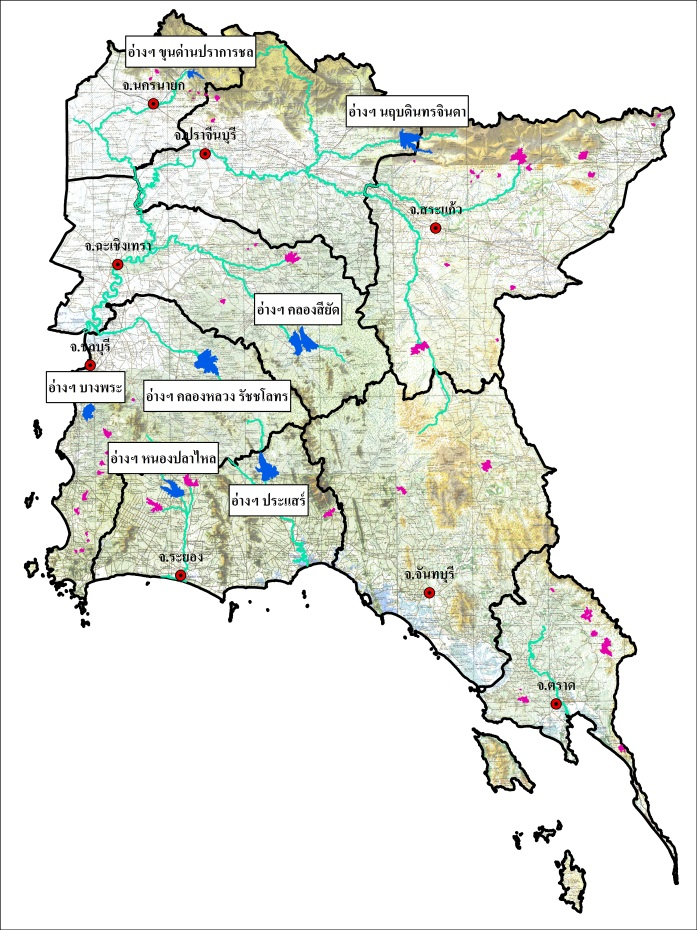 อ่างฯ ขุนด่านปราการชล
จ.นครนายก
อ่างฯ นฤบดินทรจินดา
จ.ปราจีนบุรี
จ.สระแก้ว
จ.ฉะเชิงเทรา
อ่างฯ คลองสียัด
จ.ชลบุรี
อ่างฯ บางพระ
อ่างฯ คลองหลวง รัชชโลทร
อ่างฯ หนองปลาไหล
อ่างฯ ประแสร์
จ.ระยอง
จ.จันทบุรี
จ.ตราด